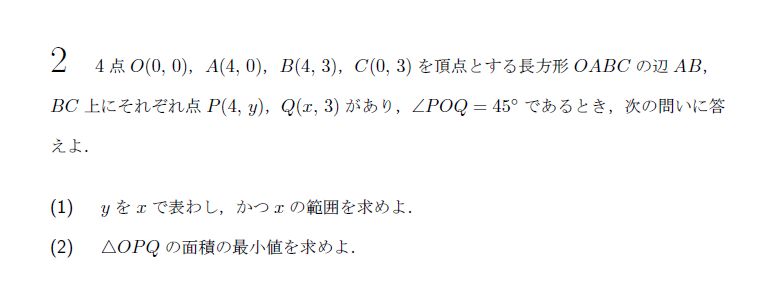 2 4点 O(0, 0)，A(4, 0)，B(4, 3)，C(0, 3) を頂点とする長方形 OABC の辺 AB，
BC 上にそれぞれ点 P(4, y)，Q(x, 3) があり，∠POQ = 45° であるとき，次の問いに答
えよ．
(1) y を x で表わし，かつ x の範囲を求めよ．
(2) △OPQ の面積の最小値を求めよ．